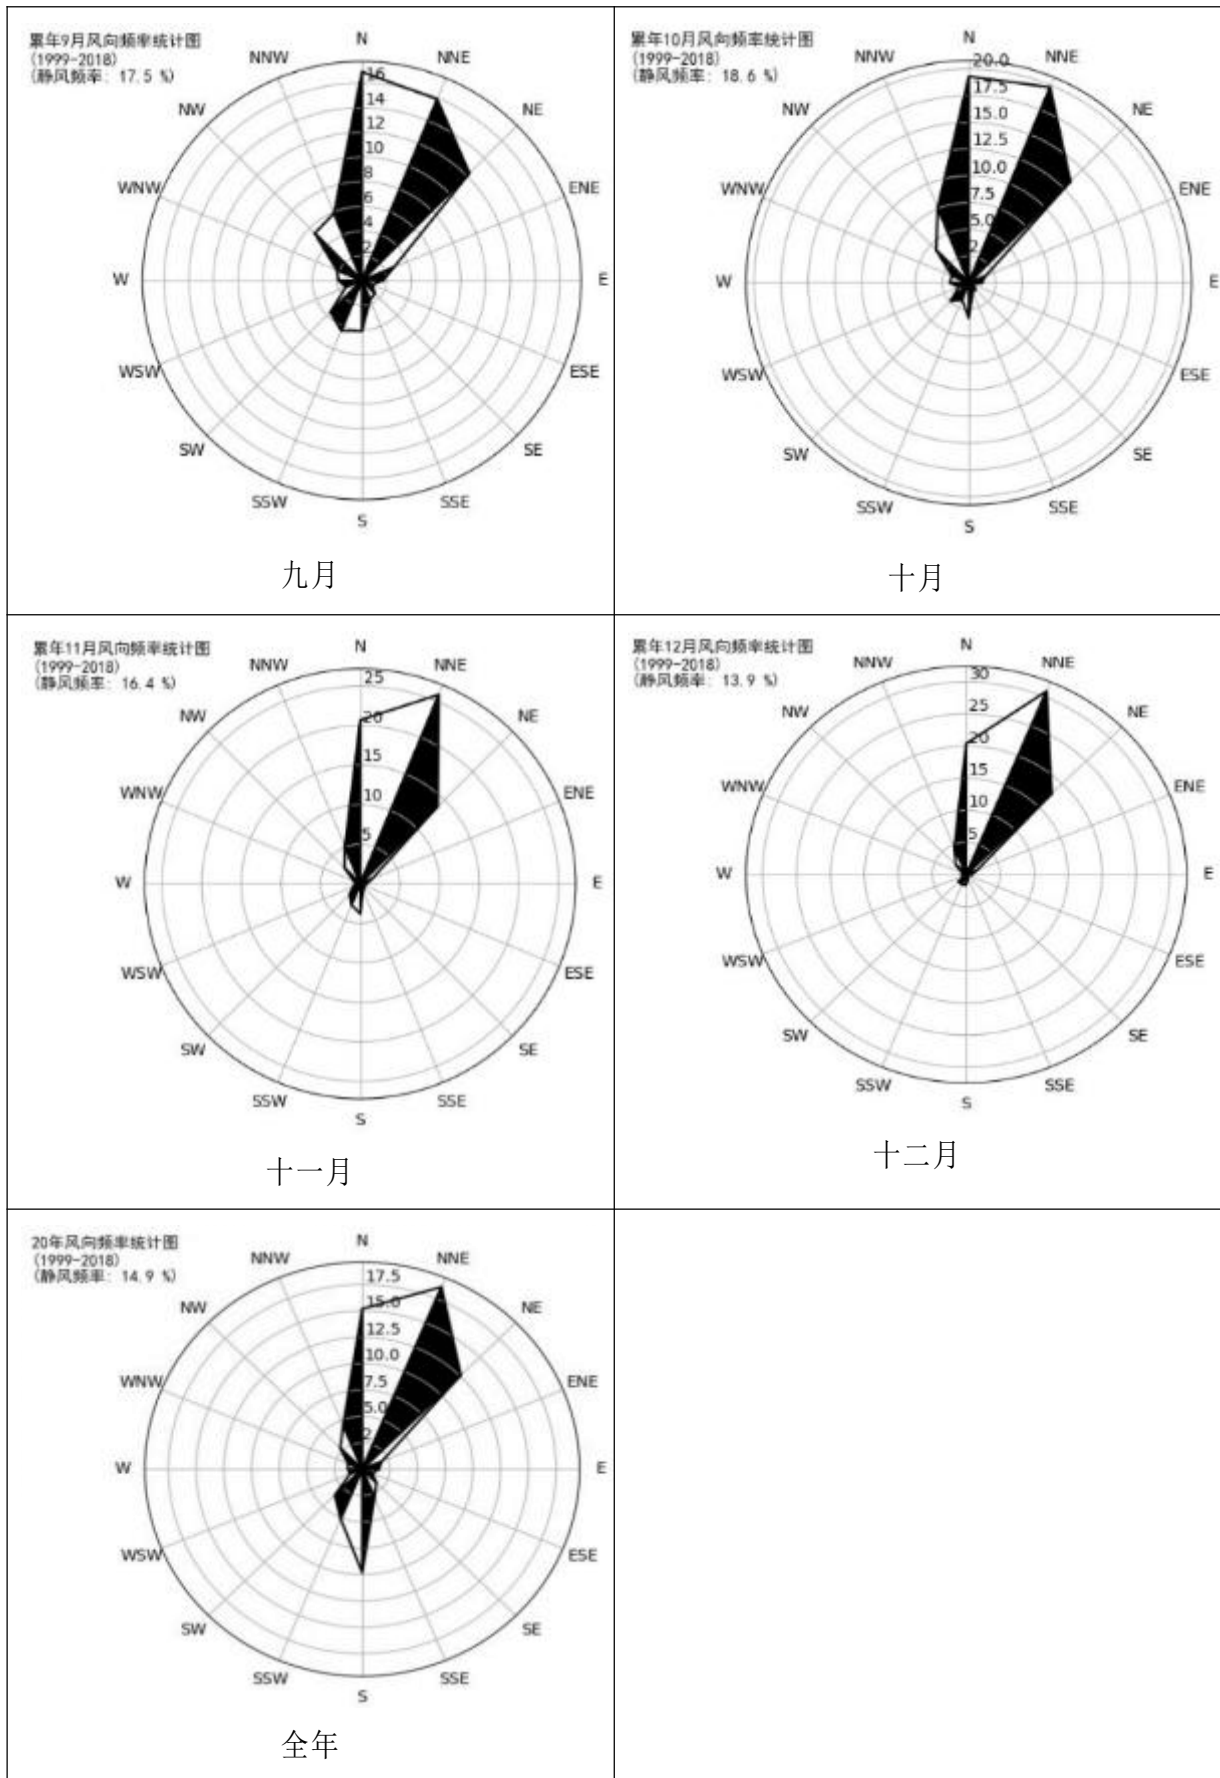 累年9月风向频率统计图
(1999-2018)
(静风频率: 17.5 %)
N
NNE
NE
ENE
E
ESE
SE
SSE
S
SSW
SW
WSW
W
WNW
NW
NNW
16
14
12
10
8
6
4
2
九月
累年10月风向频率统计图
(1999-2018)
(静风频率: 18.6 %)
N
NNE
NE
ENE
E
ESE
SE
SSE
S
SSW
SW
WSW
W
WNW
NW
NNW
20.0
17.5
15.0
12.5
10.0
7.5
5.0
2
十月
累年11月风向频率统计图
(1999-2018)
(静风频率: 16.4 %)
N
NNE
NE
ENE
E
ESE
SE
SSE
S
SSW
SW
WSW
W
WNW
NW
NNW
25
20
15
10
5
十一月
累年12月风向频率统计图
(1999-2018)
(静风频率: 13.9 %)
N
NNE
NE
ENE
E
ESE
SE
SSE
S
SSW
SW
WSW
W
WNW
NW
NNW
30
25
20
15
10
5
十二月
20年风向频率统计图
(1999-2018)
(静风频率: 14.9 %)
N
NNE
NE
ENE
E
ESE
SE
SSE
S
SSW
SW
WSW
W
WNW
NW
NNW
17.5
15.0
12.5
10.0
7.5
5.0
2
全年